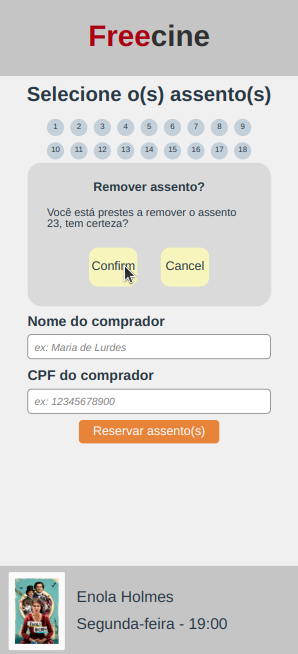 Freecine
Selecione o(s) assento(s)
1 2 3 4 5 6 7 8 9
10 11 12 13 14 15 16 17 18
Remover assento?
Você está prestes a remover o assento
23, tem certeza?
Confirm Cancel
Nome do comprador
ex: Maria de Lurdes
CPF do comprador
ex: 12345678900
Reservar assento(s)
Enola Holmes
Segunda-feira - 19:00